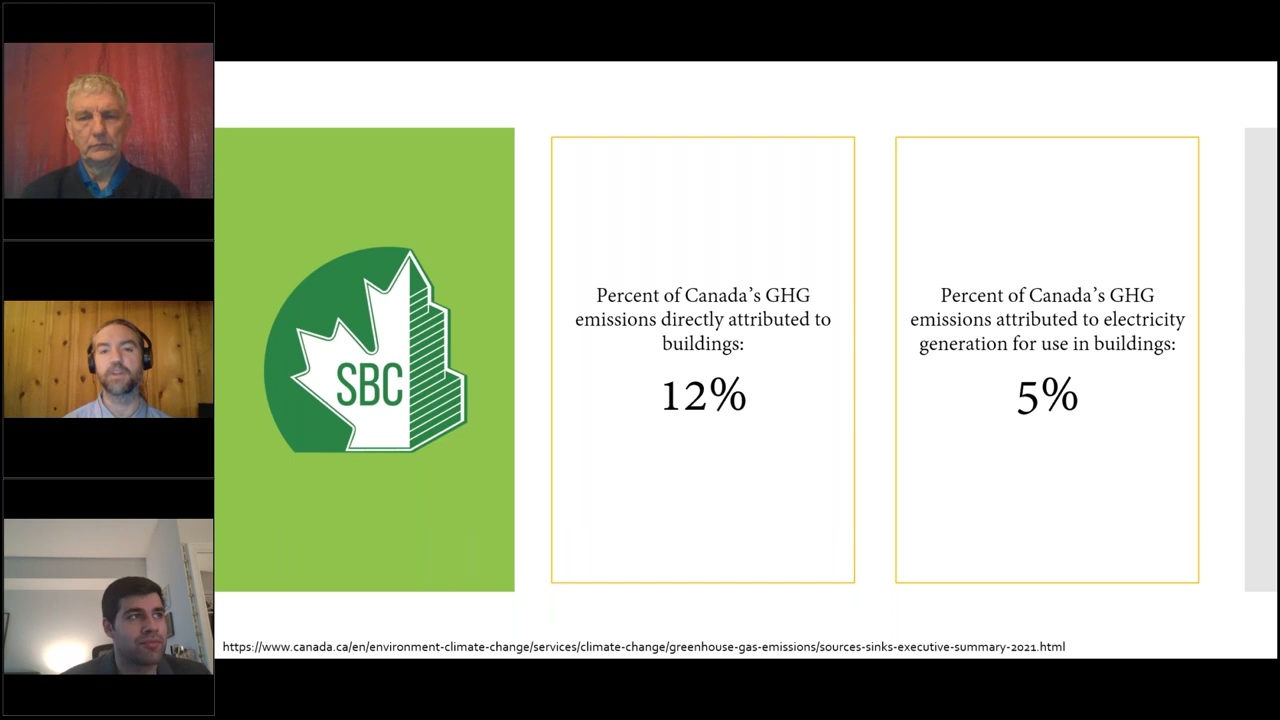 SBC
Percent of Canada’s GHG
emissions directly attributed to
buildings:
12%
Percent of Canada’s GHG
emissions attributed to electricity
generation for use in buildings:
5%
https://www.canada.ca/en/environment-climate-change/services/climate-change/greenhouse-gas-emissions/sources-sinks-executive-summary-2021.html